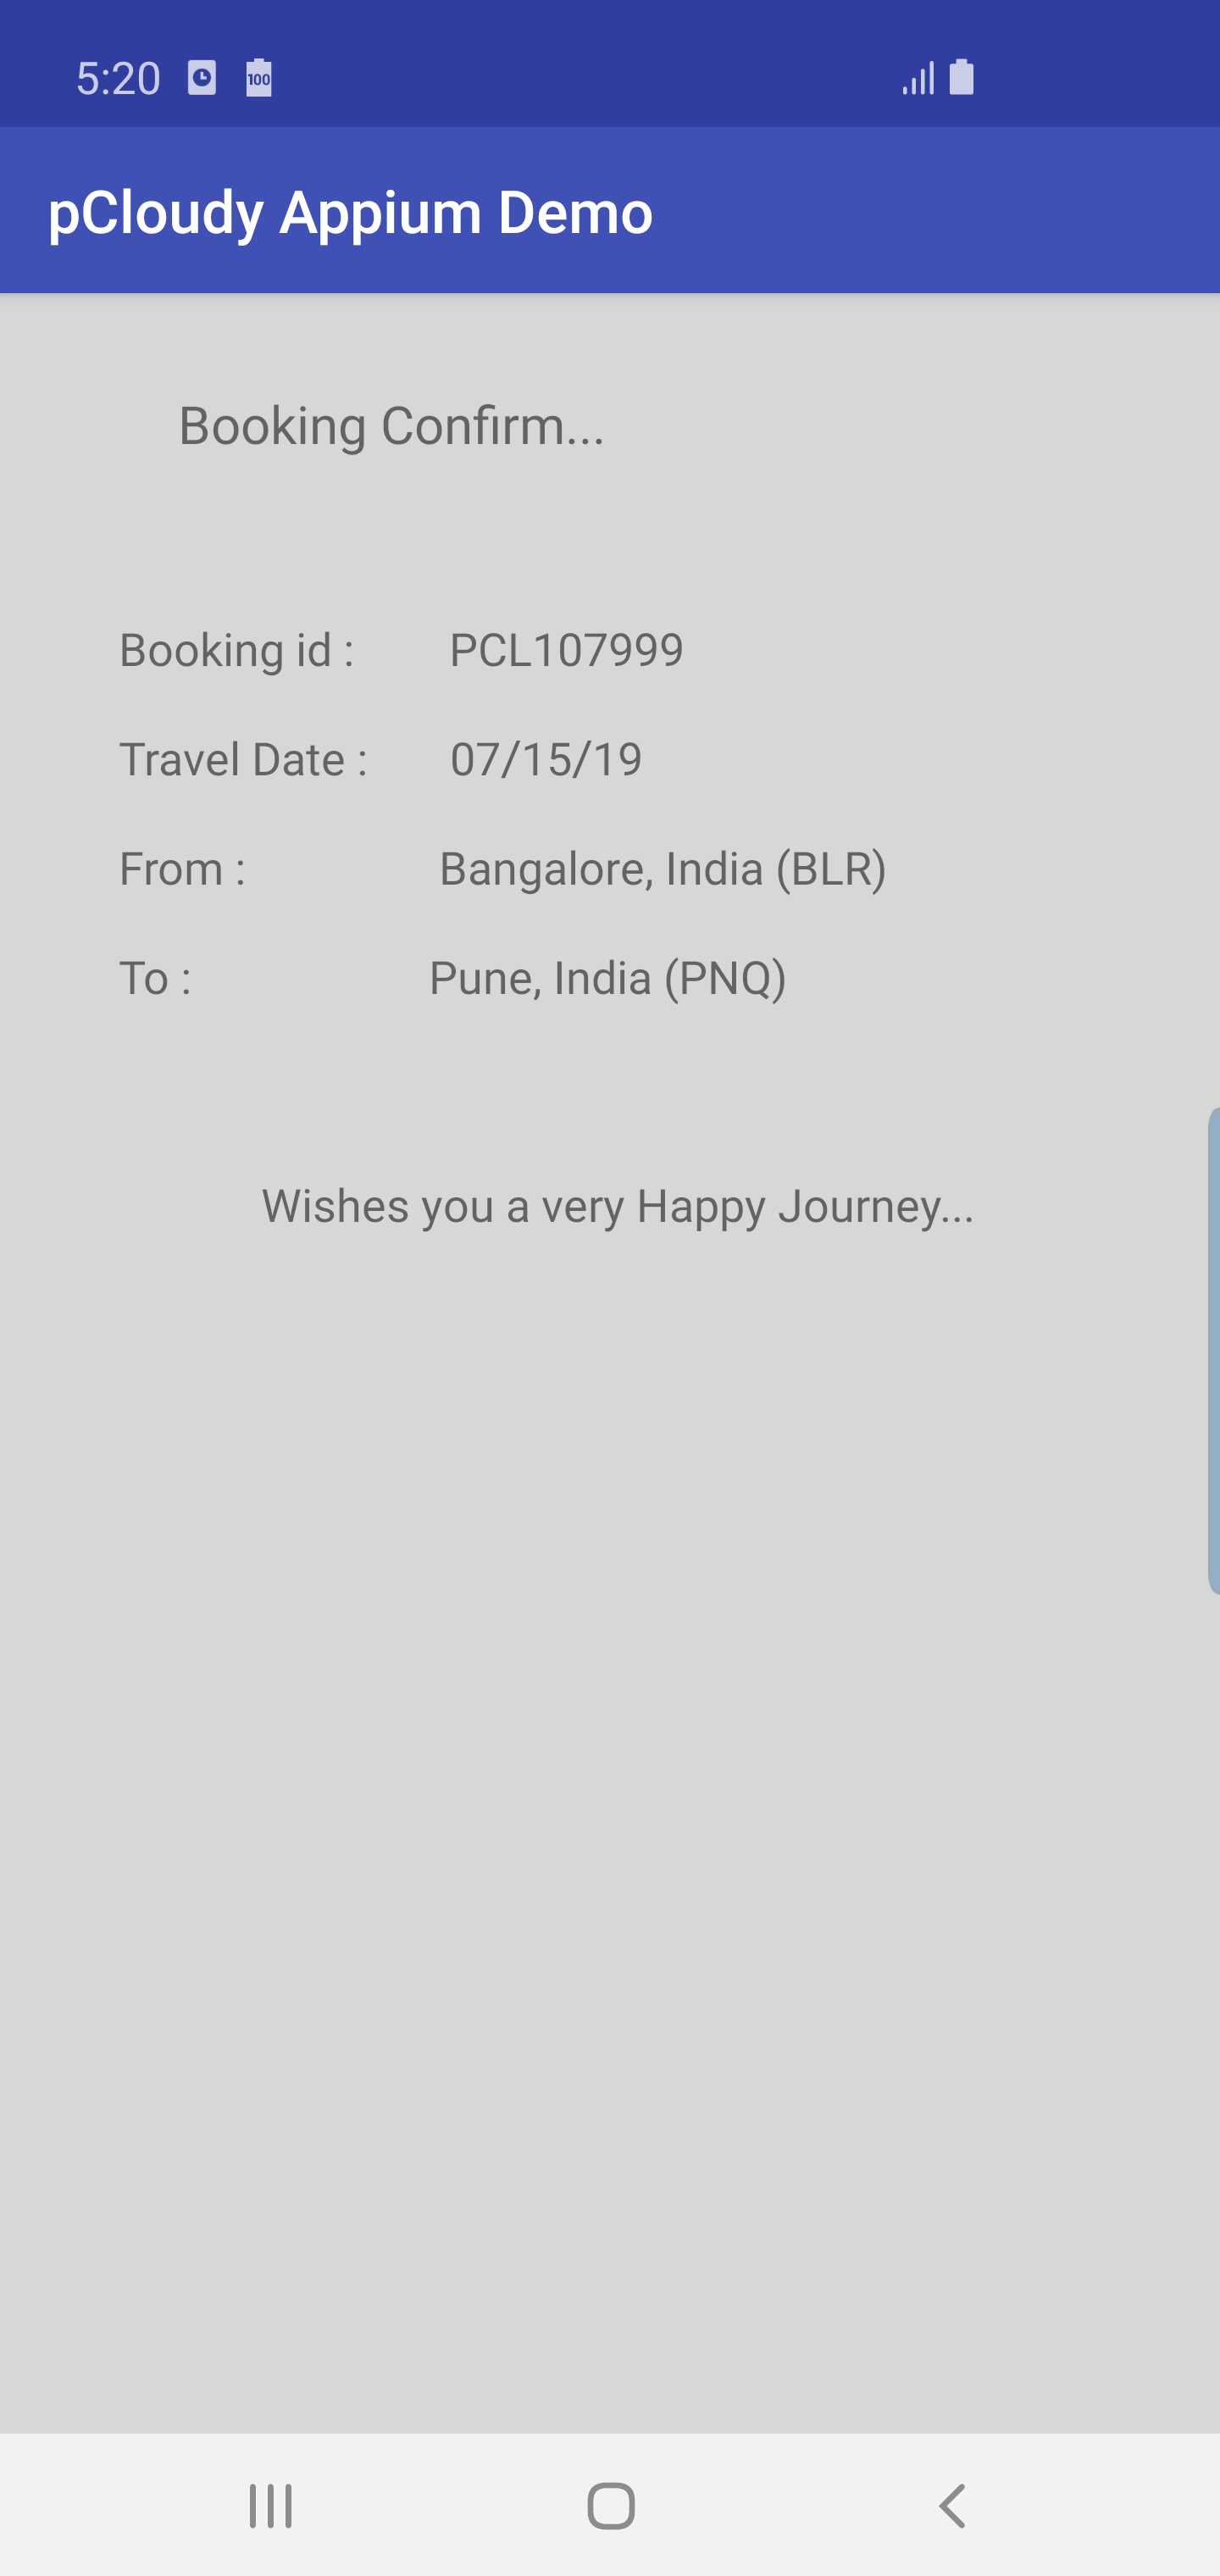 5:20 100
pCloudy Appium Demo
Booking Confirm...
Booking id : PCL107999
Travel Date : 07/15/19
From : Bangalore, India (BLR)
To : Pune, India (PNQ)
Wishes you a very Happy Journey...